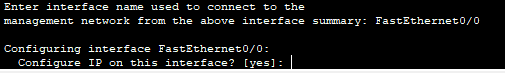 Enter interface name used to connect to the
management network from the above interface summary: FastEthernet0/0
Configuring interface FastEthernet0/0:
Configure IP on this interface? [yes]: